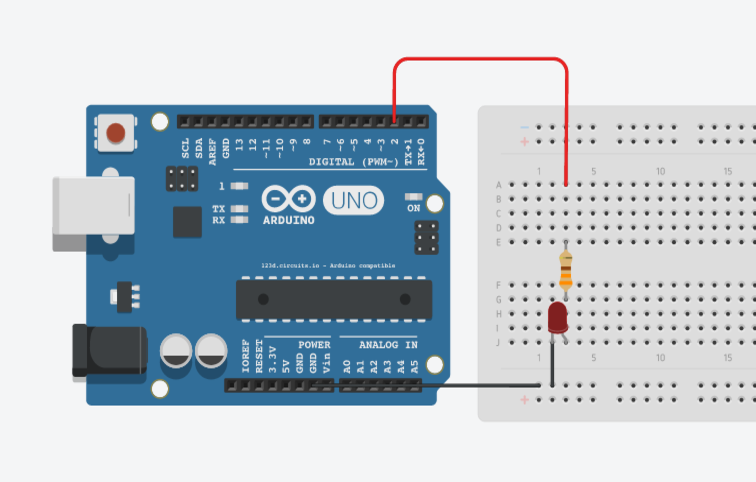 SCL
SDA
AREF
GND
13
12
~11
~10
~9
8
7
~6
~5
4
~3
2
TX→1
RX←0
DIGITAL (PWM~)
1
TX
RX
ARDUINO
UNO
ON
123d.circuits.io - Arduino compatible
POWER
ANALOG IN
IOREF
RESET
3.3V
5V
GND
GND
Vin
A0
A1
A2
A3
A4
A5
− 
+
1 5 10 15
A
B
C
D
E
F
G
H
I
J
1 5 10 15
+